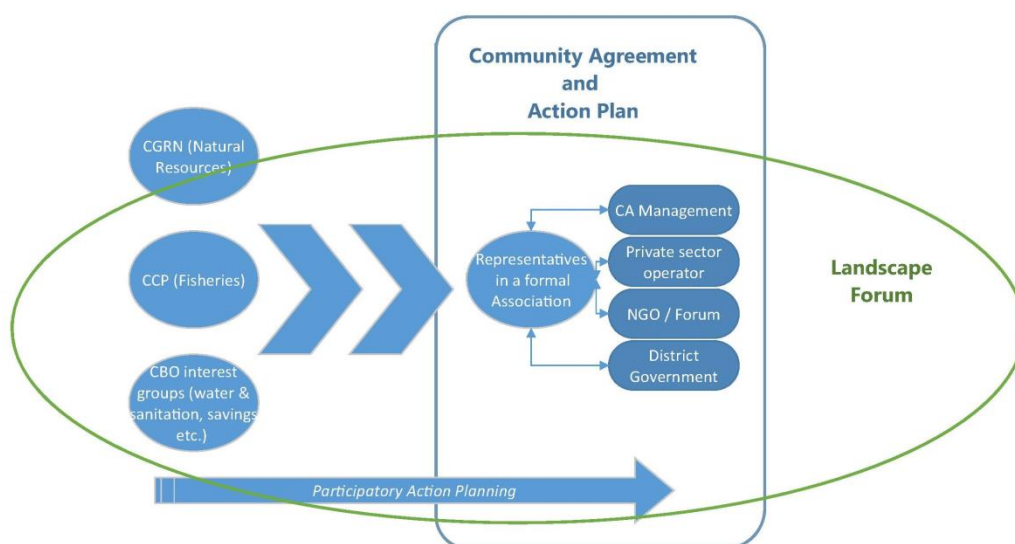 Community Agreement
and
Action Plan
CGRN (Natural
Resources)
CCP (Fisheries)
CBO interest
groups (water &
sanitation, savings
etc.)
Representatives
in a formal
Association
CA Management
Private sector
operator
NGO / Forum
District
Government
Landscape
Forum
Participatory Action Planning